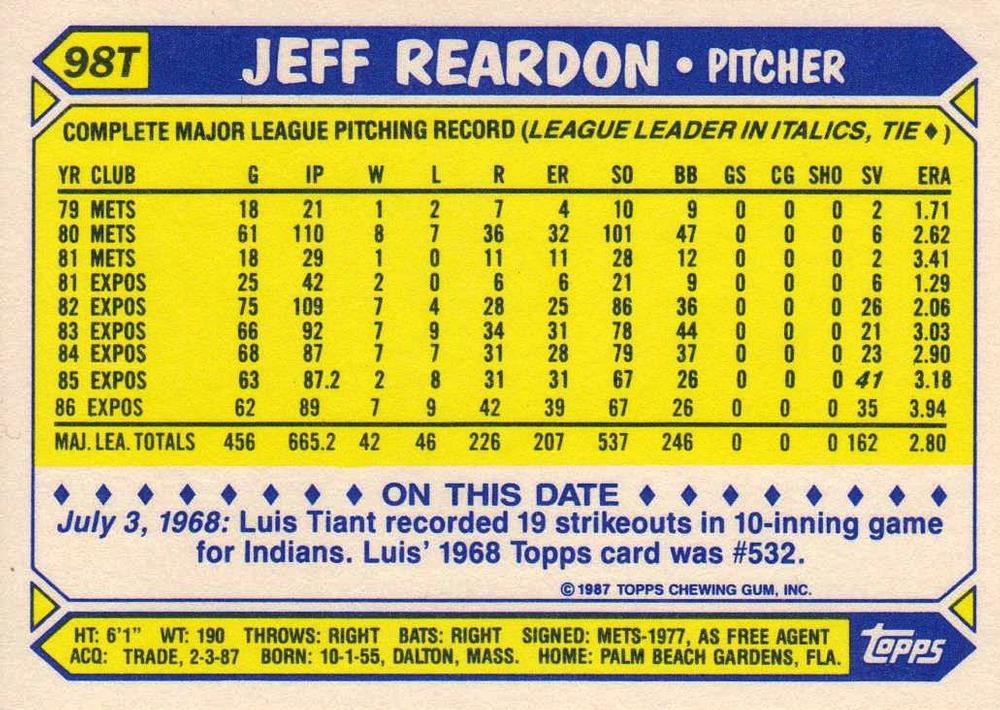 98T JEFF REARDON • PITCHER
COMPLETE MAJOR LEAGUE PITCHING RECORD (LEAGUE LEADER IN ITALICS, TIE ♦)
YR CLUB G IP W L R ER SO BB GS CG SHO SV ERA
79 METS 18 21 1 2 7 4 10 9 0 0 0 2 1.71
80 METS 61 110 8 7 36 32 101 47 0 0 0 6 2.62
81 METS 18 29 1 0 11 11 28 12 0 0 0 2 3.41
81 EXPOS 25 42 2 0 6 6 21 9 0 0 0 6 1.29
82 EXPOS 75 109 7 4 28 25 86 36 0 0 0 26 2.06
83 EXPOS 66 92 7 9 34 31 78 44 0 0 0 21 3.03
84 EXPOS 68 87 7 7 31 28 79 37 0 0 0 23 2.90
85 EXPOS 63 87.2 2 8 31 31 67 26 0 0 0 41 3.18
86 EXPOS 62 89 7 9 42 39 67 26 0 0 0 35 3.94
MAJ. LEA. TOTALS 456 665.2 42 46 226 207 537 246 0 0 0 162 2.80
♦ ♦ ♦ ♦ ♦ ♦ ♦ ♦ ON THIS DATE ♦ ♦ ♦ ♦ ♦ ♦ ♦ ♦
July 3, 1968: Luis Tiant recorded 19 strikeouts in 10-inning game
for Indians. Luis' 1968 Topps card was #532.
© 1987 TOPPS CHEWING GUM, INC.
HT: 6'1" WT: 190 THROWS: RIGHT BATS: RIGHT SIGNED: METS-1977, AS FREE AGENT
ACQ: TRADE, 2-3-87 BORN: 10-1-55, DALTON, MASS. HOME: PALM BEACH GARDENS, FLA.
topps